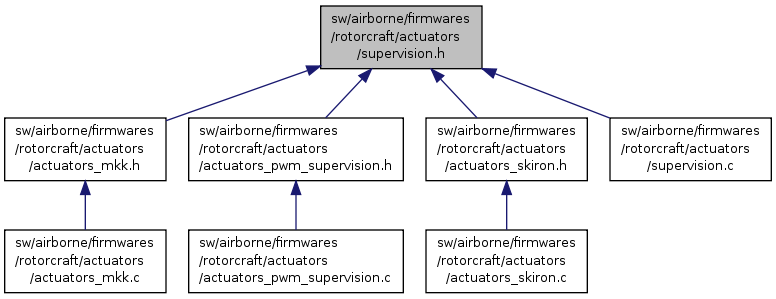 sw/airborne/firmwares
/rotorcraft/actuators
/supervision.h
sw/airborne/firmwares
/rotorcraft/actuators
/actuators_mkk.h
sw/airborne/firmwares
/rotorcraft/actuators
/actuators_pwm_supervision.h
sw/airborne/firmwares
/rotorcraft/actuators
/actuators_skiron.h
sw/airborne/firmwares
/rotorcraft/actuators
/supervision.c
sw/airborne/firmwares
/rotorcraft/actuators
/actuators_mkk.c
sw/airborne/firmwares
/rotorcraft/actuators
/actuators_pwm_supervision.c
sw/airborne/firmwares
/rotorcraft/actuators
/actuators_skiron.c